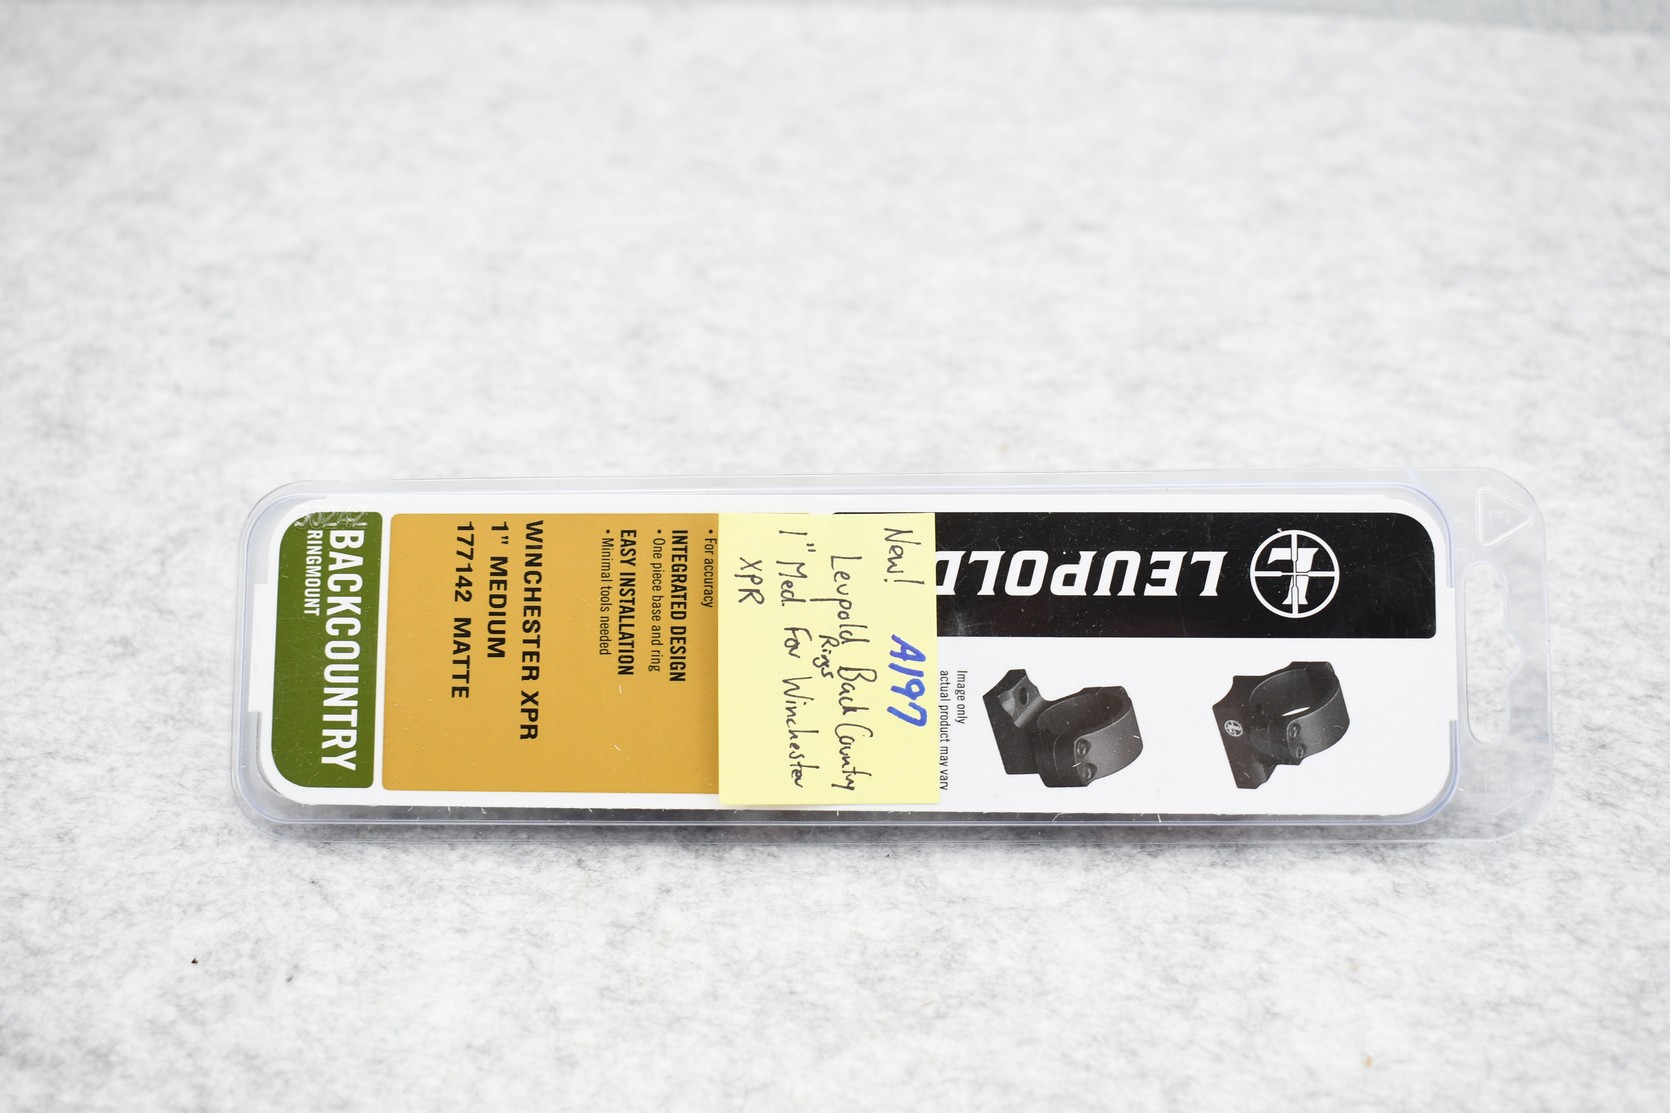 LEUPOLD
Image only
actual product may vary
New! A197
Leupold Back Country
Rings
1" Med. For Winchester
XPR
• For accuracy
INTEGRATED DESIGN
• One piece base and ring
EASY INSTALLATION
• Minimal tools needed
WINCHESTER XPR
1" MEDIUM
177142 MATTE
BACKCOUNTRY
RINGMOUNT